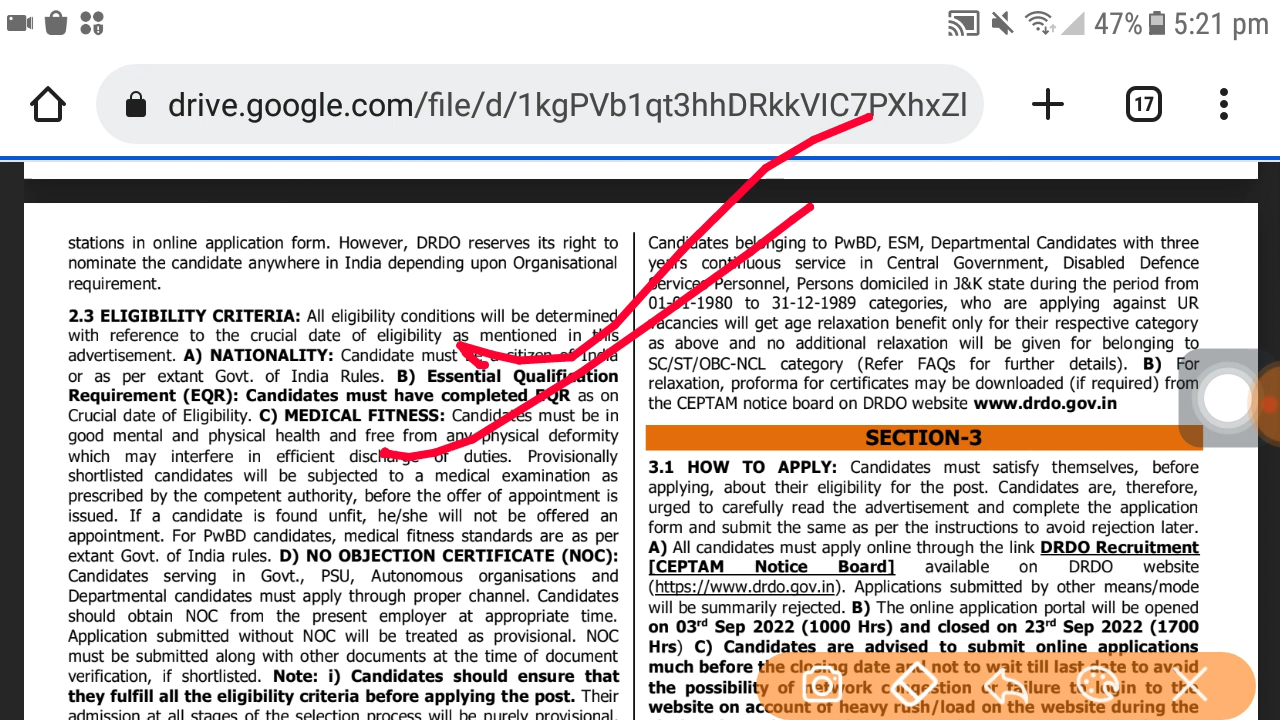 47% 5:21 pm
drive.google.com/file/d/1kgPVb1qt3hhDRkkVIC7PXhxZl
17
stations in online application form. However, DRDO reserves its right to
nominate the candidate anywhere in India depending upon Organisational
requirement.
2.3 ELIGIBILITY CRITERIA: All eligibility conditions will be determined
with reference to the crucial date of eligibility as mentioned in this
advertisement. A) NATIONALITY: Candidate must be a citizen of India
or as per extant Govt. of India Rules. B) Essential Qualification
Requirement (EQR): Candidates must have completed EQR as on
Crucial date of Eligibility. C) MEDICAL FITNESS: Candidates must be in
good mental and physical health and free from any physical deformity
which may interfere in efficient discharge of duties. Provisionally
shortlisted candidates will be subjected to a medical examination as
prescribed by the competent authority, before the offer of appointment is
issued. If a candidate is found unfit, he/she will not be offered an
appointment. For PwBD candidates, medical fitness standards are as per
extant Govt. of India rules. D) NO OBJECTION CERTIFICATE (NOC):
Candidates serving in Govt., PSU, Autonomous organisations and
Departmental candidates must apply through proper channel. Candidates
should obtain NOC from the present employer at appropriate time.
Application submitted without NOC will be treated as provisional. NOC
must be submitted along with other documents at the time of document
verification, if shortlisted. Note: i) Candidates should ensure that
they fulfill all the eligibility criteria before applying the post. Their
admission at all stages of the selection process will be purely provisional,
Candidates belonging to PwBD, ESM, Departmental Candidates with three
years continuous service in Central Government, Disabled Defence
Services Personnel, Persons domiciled in J&K state during the period from
01-01-1980 to 31-12-1989 categories, who are applying against UR
vacancies will get age relaxation benefit only for their respective category
as above and no additional relaxation will be given for belonging to
SC/ST/OBC-NCL category (Refer FAQs for further details). B) For
relaxation, proforma for certificates may be downloaded (if required) from
the CEPTAM notice board on DRDO website www.drdo.gov.in
SECTION-3
3.1 HOW TO APPLY: Candidates must satisfy themselves, before
applying, about their eligibility for the post. Candidates are, therefore,
urged to carefully read the advertisement and complete the application
form and submit the same as per the instructions to avoid rejection later.
A) All candidates must apply online through the link DRDO Recruitment
[CEPTAM Notice Board] available on DRDO website
(https://www.drdo.gov.in). Applications submitted by other means/mode
will be summarily rejected. B) The online application portal will be opened
on 03rd Sep 2022 (1000 Hrs) and closed on 23rd Sep 2022 (1700
Hrs) C) Candidates are advised to submit online applications
much before the closing date and not to wait till last date to avoid
the possibility of network congestion or failure to login to the
website on account of heavy rush/load on the website during the